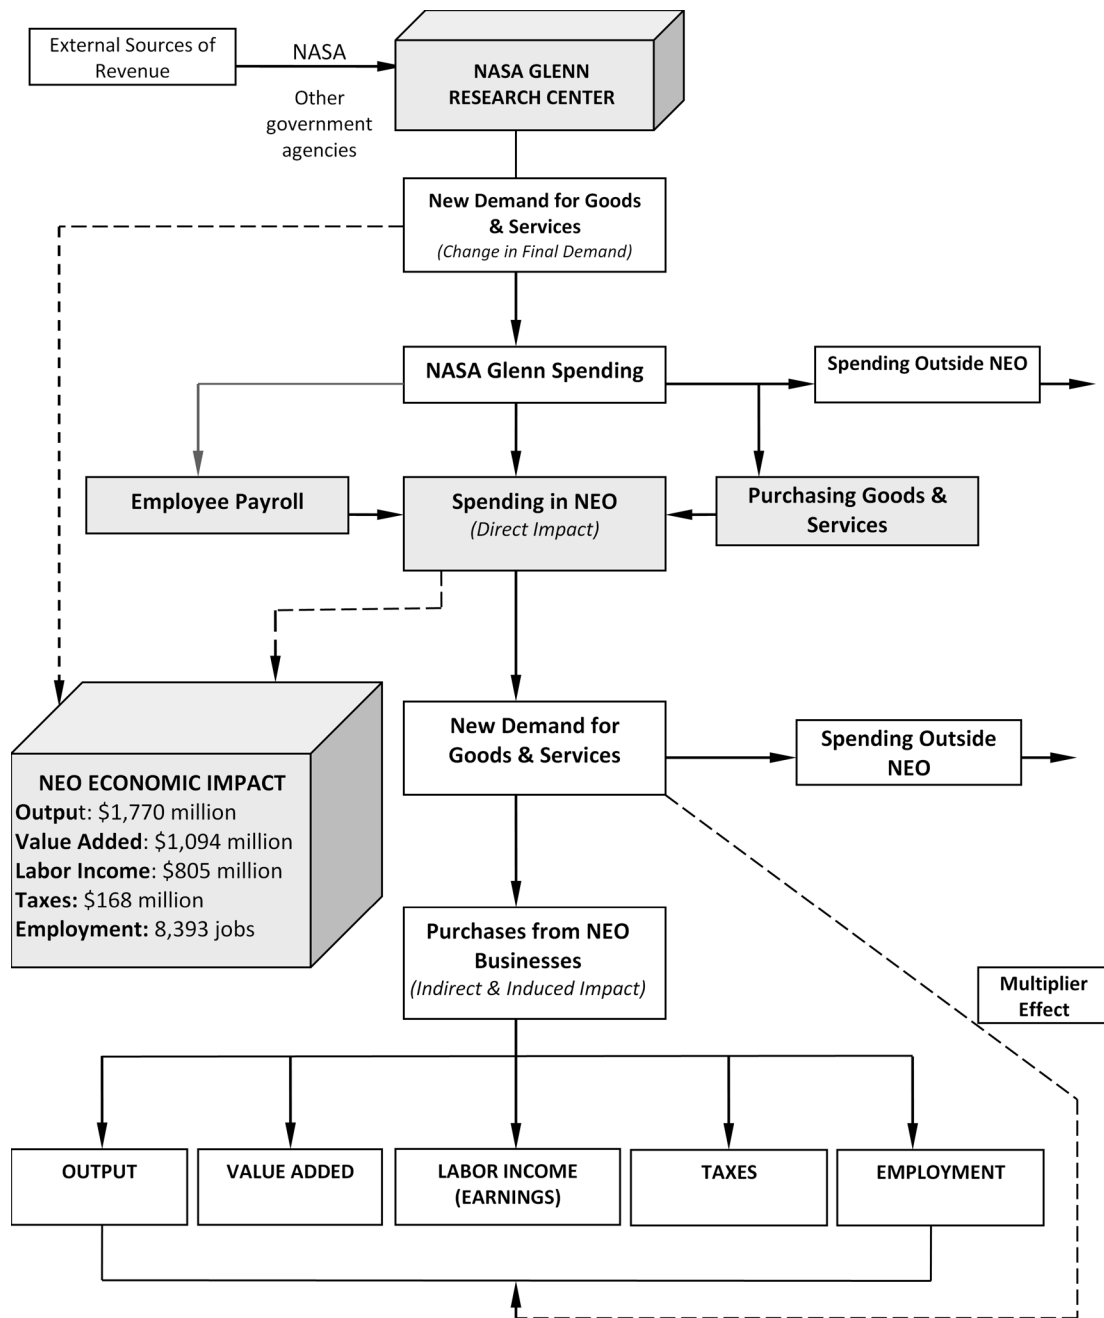 External Sources of
Revenue
NASA
Other
government
agencies
NASA GLENN
RESEARCH CENTER
New Demand for Goods
& Services
(Change in Final Demand)
NASA Glenn Spending
Spending Outside NEO
Employee Payroll
Spending in NEO
(Direct Impact)
Purchasing Goods &
Services
New Demand for
Goods & Services
Spending Outside
NEO
NEO ECONOMIC IMPACT
Output: $1,770 million
Value Added: $1,094 million
Labor Income: $805 million
Taxes: $168 million
Employment: 8,393 jobs
Purchases from NEO
Businesses
(Indirect & Induced Impact)
Multiplier
Effect
OUTPUT
VALUE ADDED
LABOR INCOME
(EARNINGS)
TAXES
EMPLOYMENT